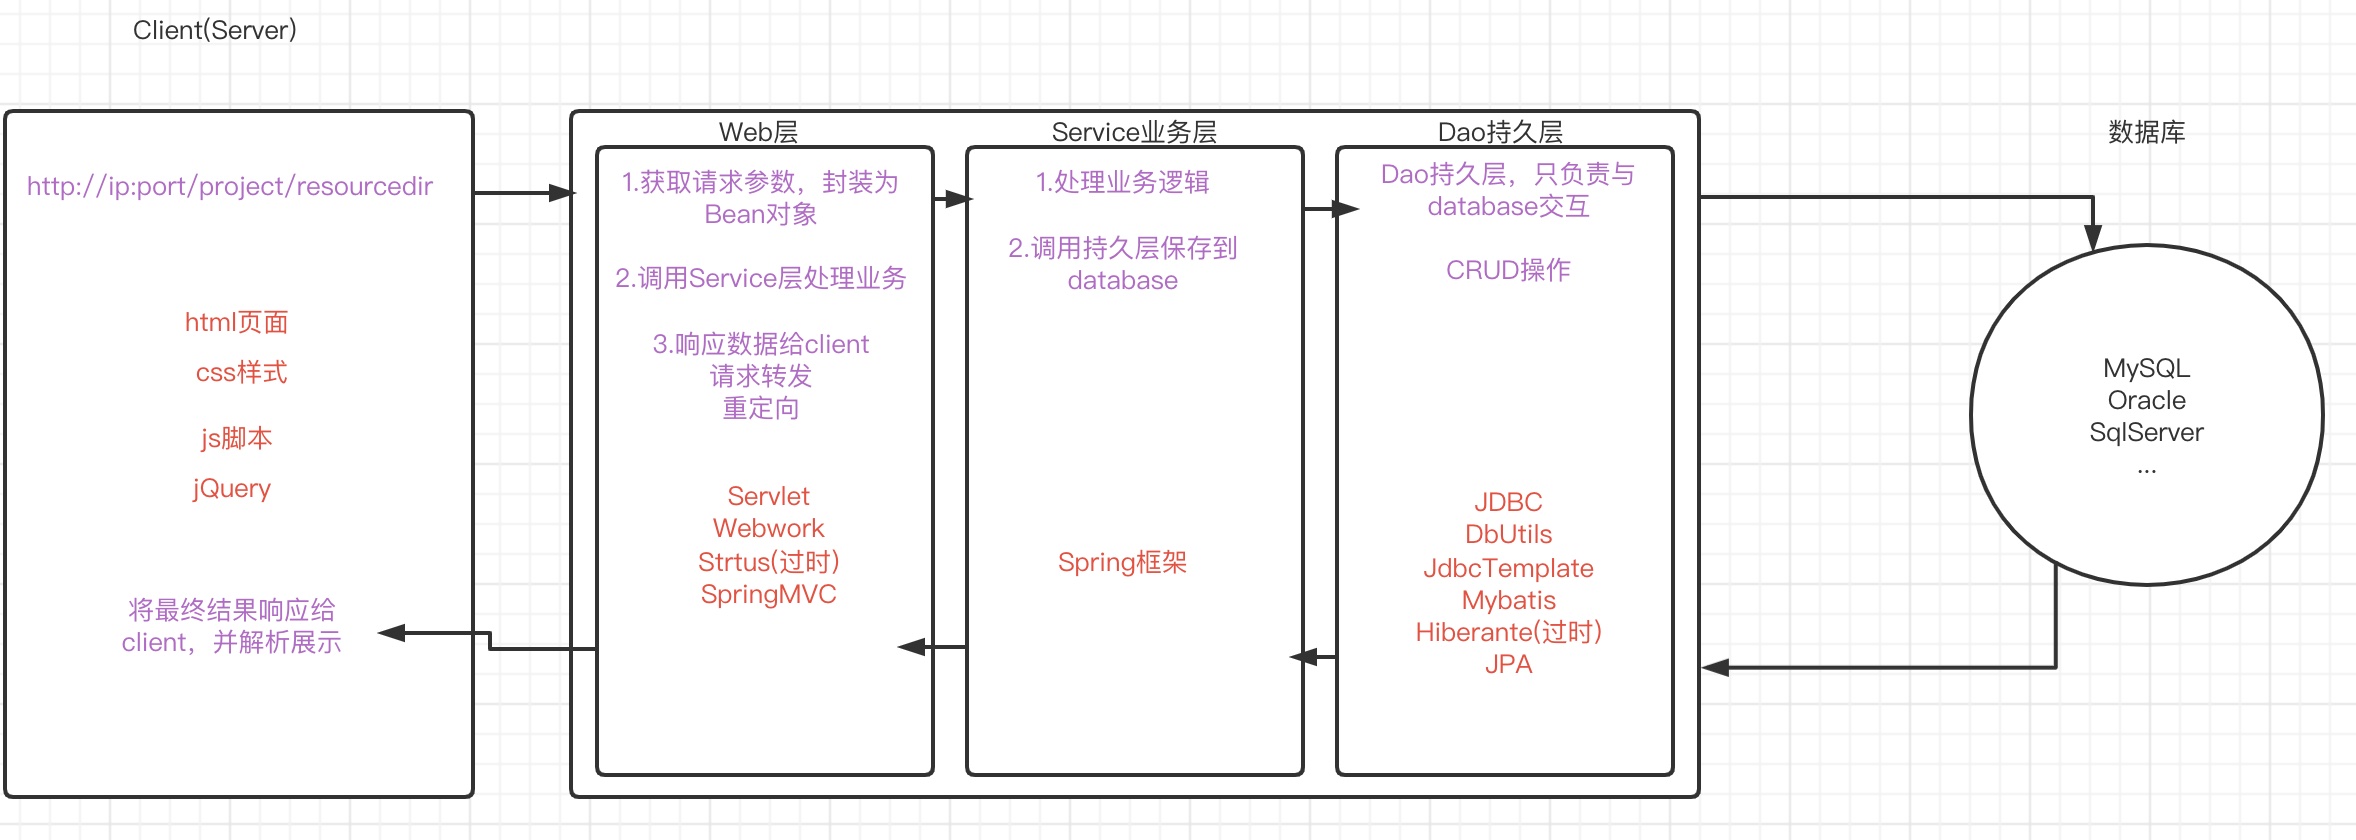 Client(Server)
http://ip:port/project/resourcedir
html页面
css样式
js脚本
jQuery
将最终结果响应给
client，并解析展示
Web层
1.获取请求参数，封装为
Bean对象
2.调用Service层处理业务
3.响应数据给client
请求转发
重定向
Servlet
Webwork
Strtus(过时)
SpringMVC
Service业务层
1.处理业务逻辑
2.调用持久层保存到
database
Spring框架
Dao持久层
Dao持久层，只负责与
database交互
CRUD操作
JDBC
DbUtils
JdbcTemplate
Mybatis
Hiberante(过时)
JPA
数据库
MySQL
Oracle
SqlServer
...